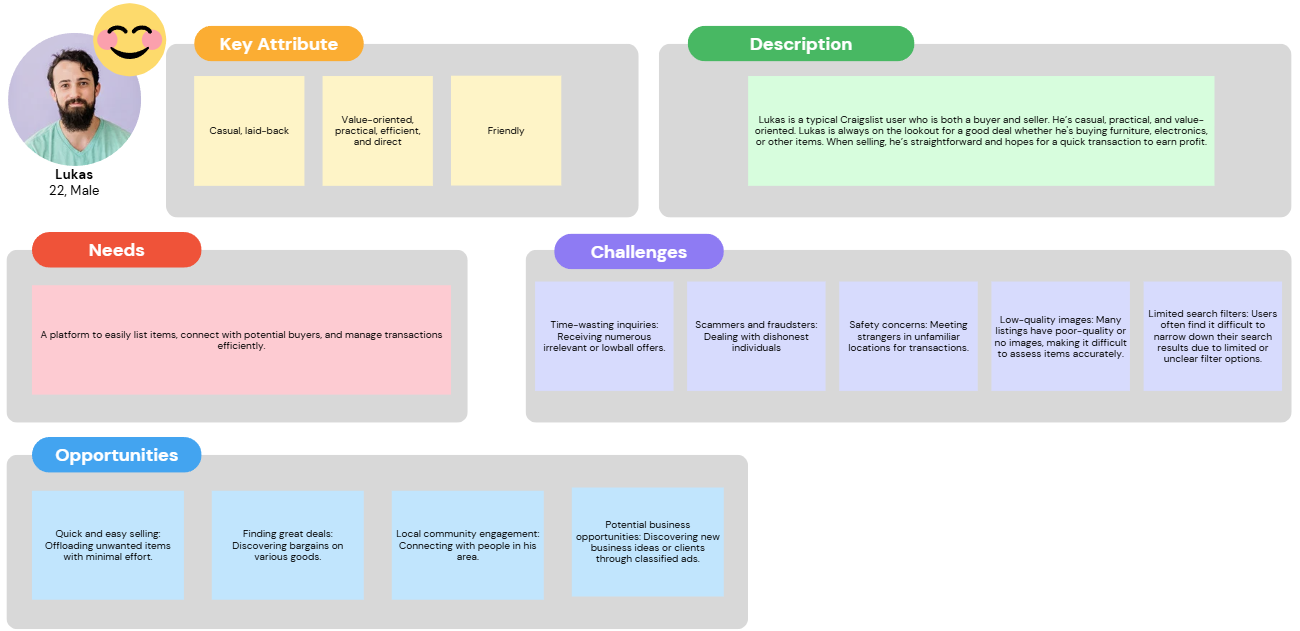 Lukas
22, Male
Key Attribute
Casual, laid-back
Value-oriented,
practical, efficient,
and direct
Friendly
Description
Lukas is a typical Craigslist user who is both a buyer and seller. He's casual, practical, and value-
oriented. Lukas is always on the lookout for a good deal whether he's buying furniture, electronics,
or other items. When selling, he's straightforward and hopes for a quick transaction to earn profit.
Needs
A platform to easily list items, connect with potential buyers, and manage transactions
efficiently.
Challenges
Time-wasting inquiries:
Receiving numerous
irrelevant or lowball offers.
Scammers and fraudsters:
Dealing with dishonest
individuals
Safety concerns: Meeting
strangers in unfamiliar
locations for transactions.
Low-quality images: Many
listings have poor-quality or
no images, making it difficult
to assess items accurately.
Limited search filters: Users
often find it difficult to
narrow down their search
results due to limited or
unclear filter options.
Opportunities
Quick and easy selling:
Offloading unwanted items
with minimal effort.
Finding great deals:
Discovering bargains on
various goods.
Local community engagement:
Connecting with people in his
area.
Potential business
opportunities: Discovering new
business ideas or clients
through classified ads.